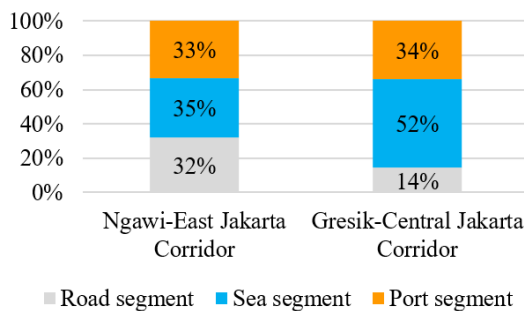 100%
80%
60%
40%
20%
0%
33%
35%
32%
34%
52%
14%
Ngawi-East Jakarta
Corridor
Gresik-Central Jakarta
Corridor
Road segment Sea segment Port segment